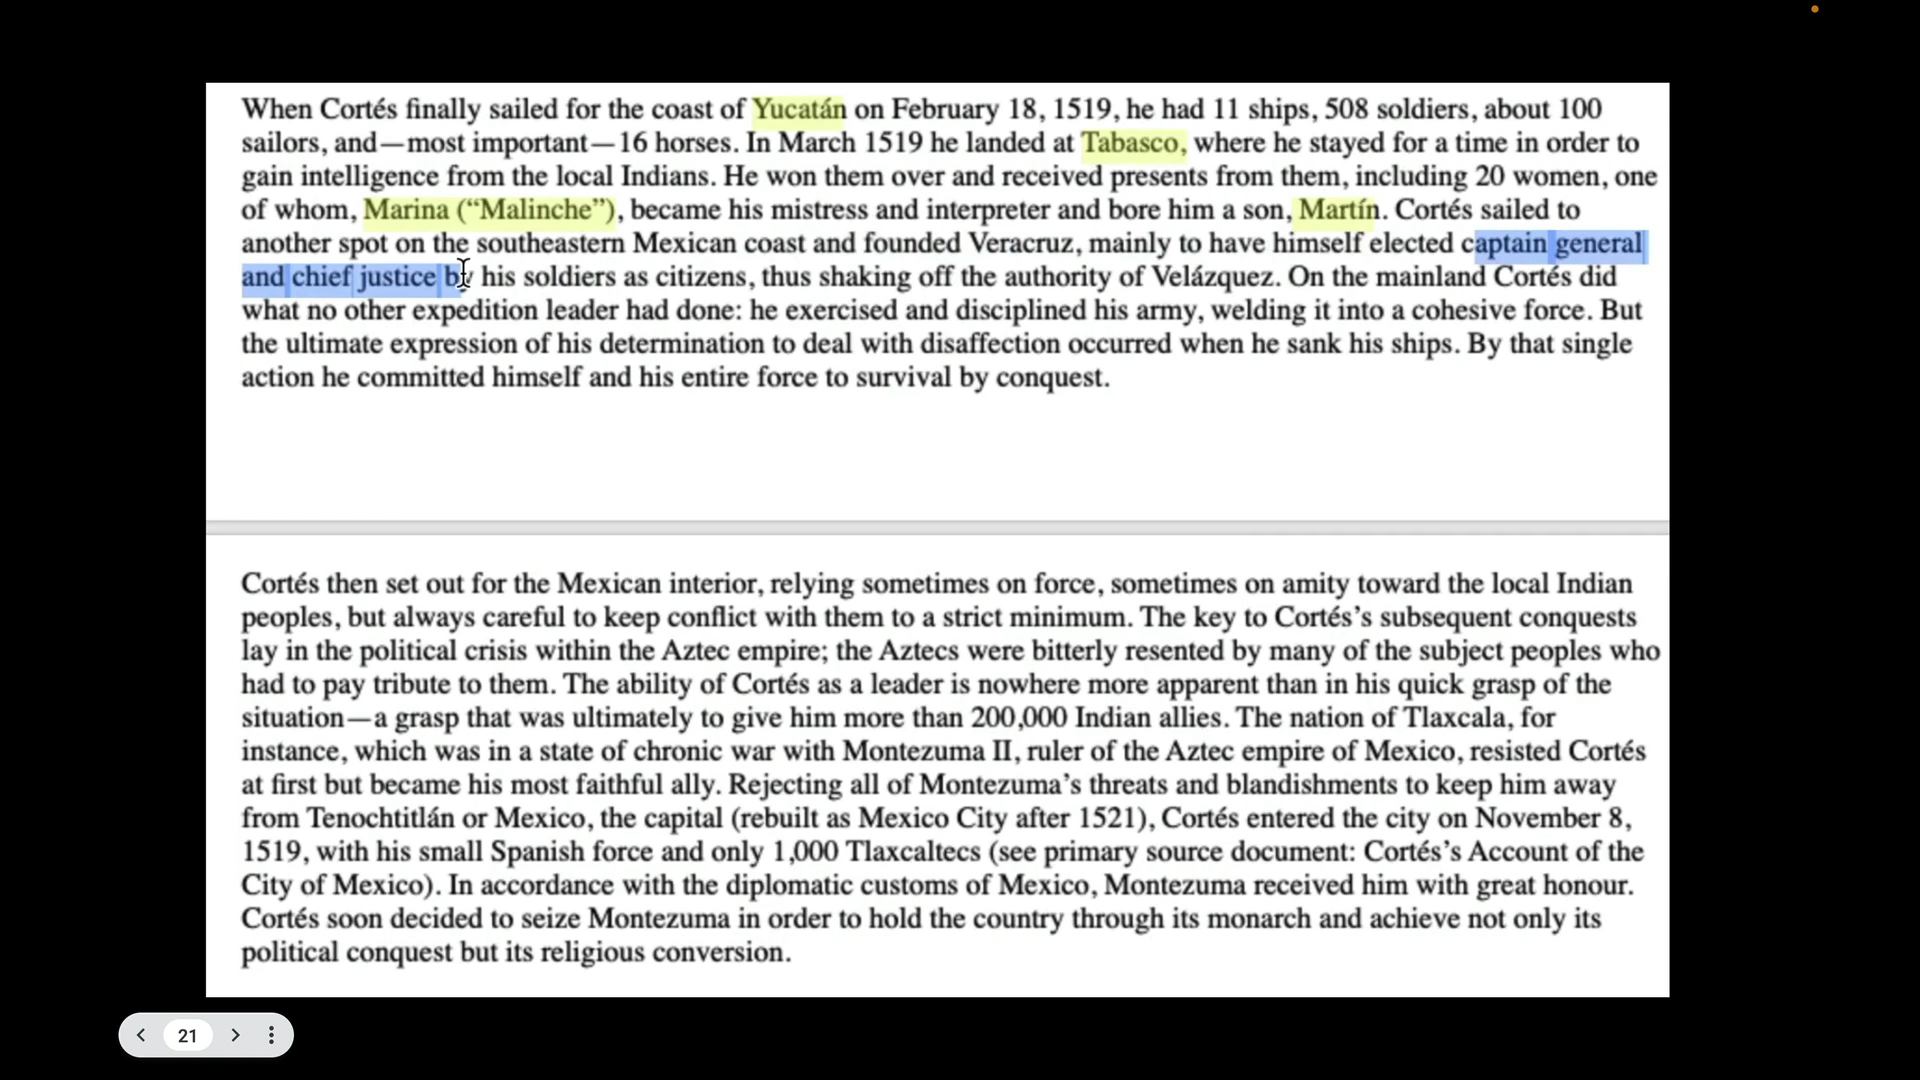 When Cortés finally sailed for the coast of Yucatán on February 18, 1519, he had 11 ships, 508 soldiers, about 100
sailors, and—most important—16 horses. In March 1519 he landed at Tabasco, where he stayed for a time in order to
gain intelligence from the local Indians. He won them over and received presents from them, including 20 women, one
of whom, Marina (“Malinche”), became his mistress and interpreter and bore him a son, Martín. Cortés sailed to
another spot on the southeastern Mexican coast and founded Veracruz, mainly to have himself elected captain general
and chief justice by his soldiers as citizens, thus shaking off the authority of Velázquez. On the mainland Cortés did
what no other expedition leader had done: he exercised and disciplined his army, welding it into a cohesive force. But
the ultimate expression of his determination to deal with disaffection occurred when he sank his ships. By that single
action he committed himself and his entire force to survival by conquest.
Cortés then set out for the Mexican interior, relying sometimes on force, sometimes on amity toward the local Indian
peoples, but always careful to keep conflict with them to a strict minimum. The key to Cortés’s subsequent conquests
lay in the political crisis within the Aztec empire; the Aztecs were bitterly resented by many of the subject peoples who
had to pay tribute to them. The ability of Cortés as a leader is nowhere more apparent than in his quick grasp of the
situation—a grasp that was ultimately to give him more than 200,000 Indian allies. The nation of Tlaxcala, for
instance, which was in a state of chronic war with Montezuma II, ruler of the Aztec empire of Mexico, resisted Cortés
at first but became his most faithful ally. Rejecting all of Montezuma’s threats and blandishments to keep him away
from Tenochtitlán or Mexico, the capital (rebuilt as Mexico City after 1521), Cortés entered the city on November 8,
1519, with his small Spanish force and only 1,000 Tlaxcaltecs (see primary source document: Cortés’s Account of the
City of Mexico). In accordance with the diplomatic customs of Mexico, Montezuma received him with great honour.
Cortés soon decided to seize Montezuma in order to hold the country through its monarch and achieve not only its
political conquest but its religious conversion.
21